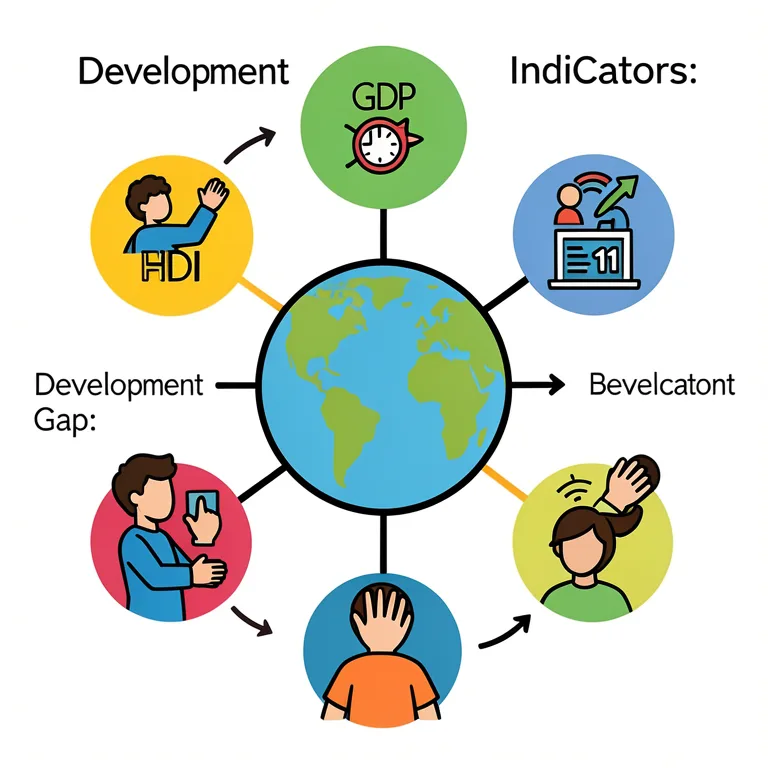 Development
IndiCators:
GDP
HDI
11
Development
Gap:
Bevelcatont